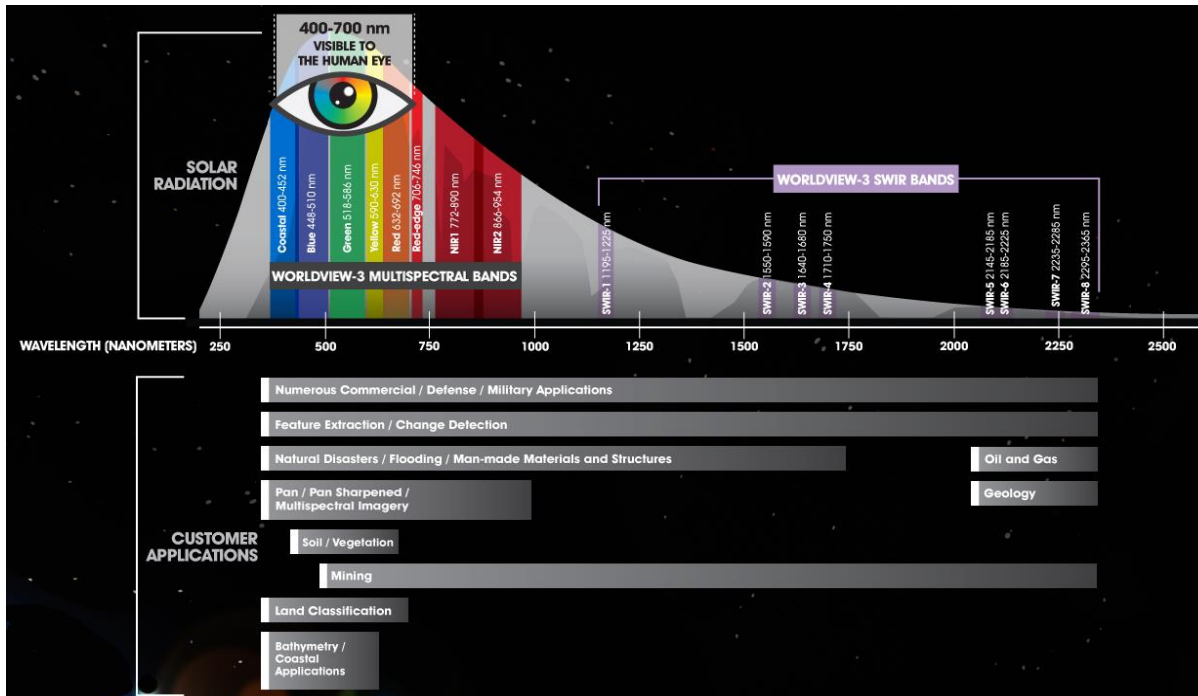 400-700 nm
VISIBLE TO
THE HUMAN EYE
SOLAR
RADIATION
Coastal 400-452 nm
Blue 448-510 nm
Green 518-586 nm
Yellow 590-630 nm
Red 632-692 nm
Red-edge 706-746 nm
NIR1 772-890 nm
NIR2 866-954 nm
WORLDVIEW-3 MULTISPECTRAL BANDS
WORLDVIEW-3 SWIR BANDS
SWIR-1 1195-1225 nm
SWIR-2 1550-1590 nm
SWIR-3 1640-1680 nm
SWIR-4 1710-1750 nm
SWIR-5 2145-2185 nm
SWIR-6 2185-2225 nm
SWIR-7 2235-2285 nm
SWIR-8 2295-2365 nm
WAVELENGTH (NANOMETERS) 250 500 750 1000 1250 1500 1750 2000 2250 2500
CUSTOMER
APPLICATIONS
Numerous Commercial / Defense / Military Applications
Feature Extraction / Change Detection
Natural Disasters / Flooding / Man-made Materials and Structures
Oil and Gas
Pan / Pan Sharpened /
Multispectral Imagery
Geology
Soil / Vegetation
Mining
Land Classification
Bathymetry /
Coastal
Applications